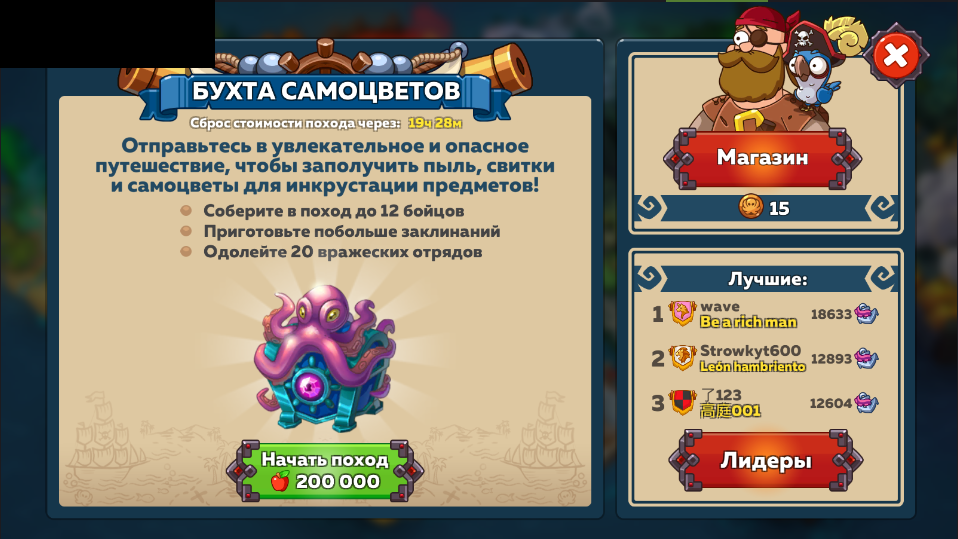 БУХТА САМОЦВЕТОВ
Сброс стоимости похода через: 19ч 28м
Отправьтесь в увлекательное и опасное
путешествие, чтобы заполучить пыль, свитки
и самоцветы для инкрустации предметов!
Соберите в поход до 12 бойцов
Приготовьте побольше заклинаний
Одолейте 20 вражеских отрядов
Начать поход
200 000
Магазин
15
Лучшие:
1 wave 18633
Be a rich man
2 Strowkyt600 12893
León hambriento
3 了123 12604
高庭001
Лидеры